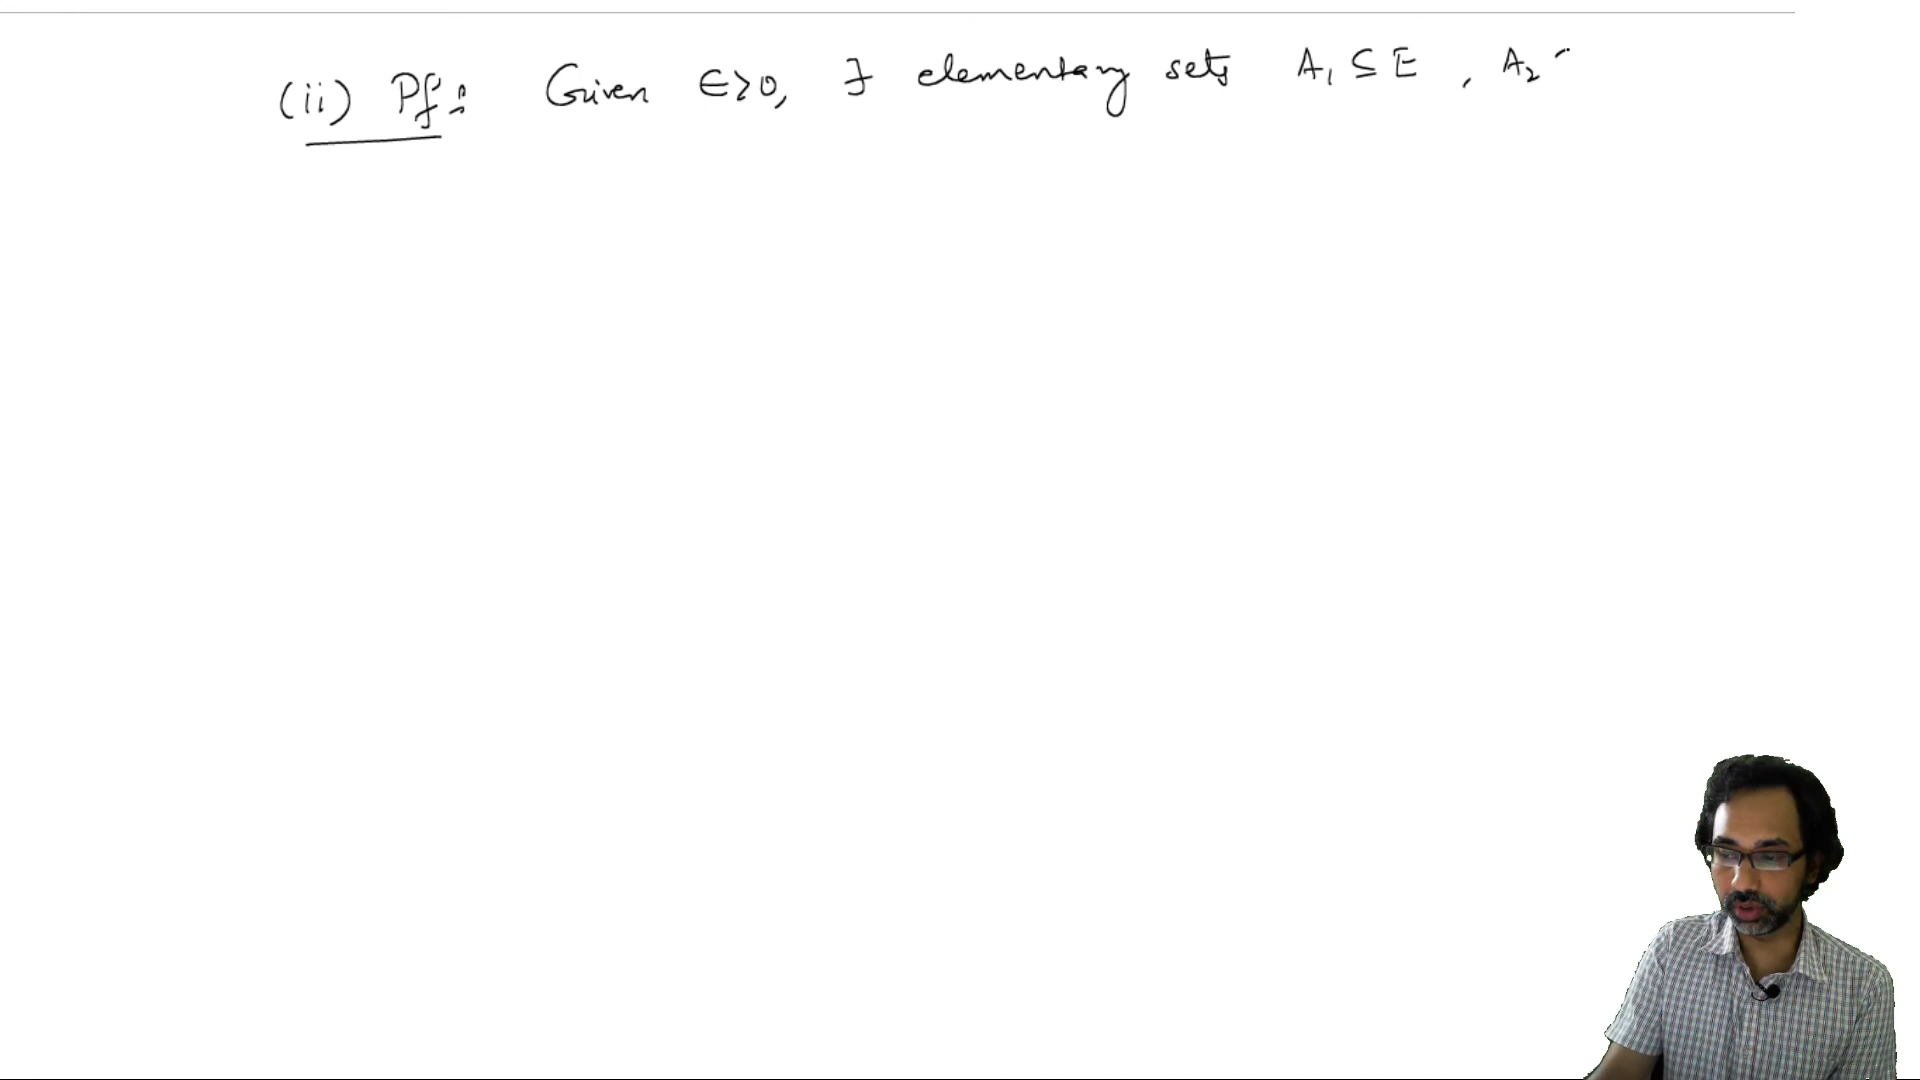 (ii) Pf: Given ∈>0, ∃ elementary sets A₁ ⊆ E , A₂